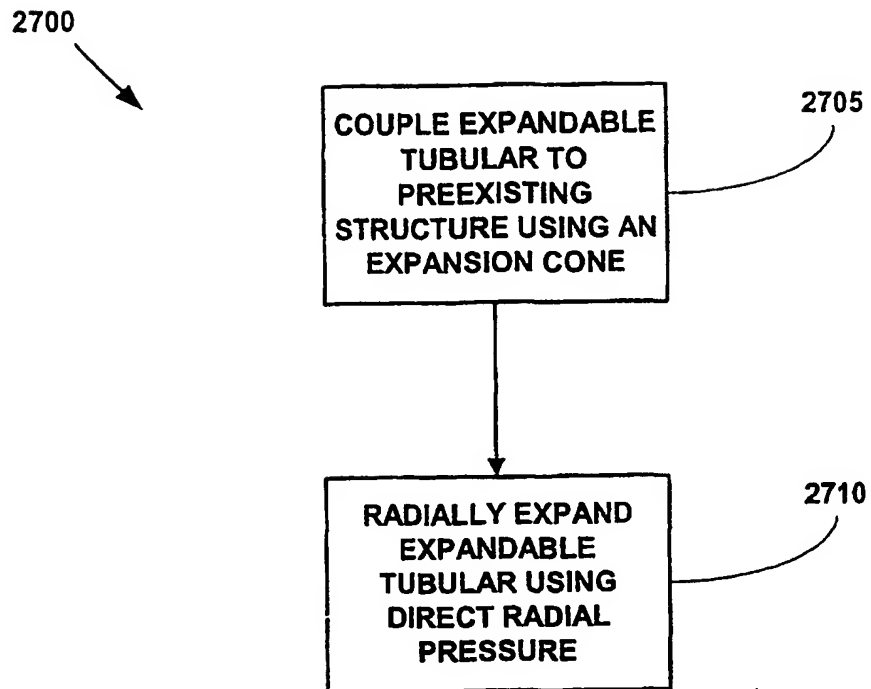 2700
COUPLE EXPANDABLE
TUBULAR TO
PREEXISTING
STRUCTURE USING AN
EXPANSION CONE
2705
RADIALLY EXPAND
EXPANDABLE
TUBULAR USING
DIRECT RADIAL
PRESSURE
2710